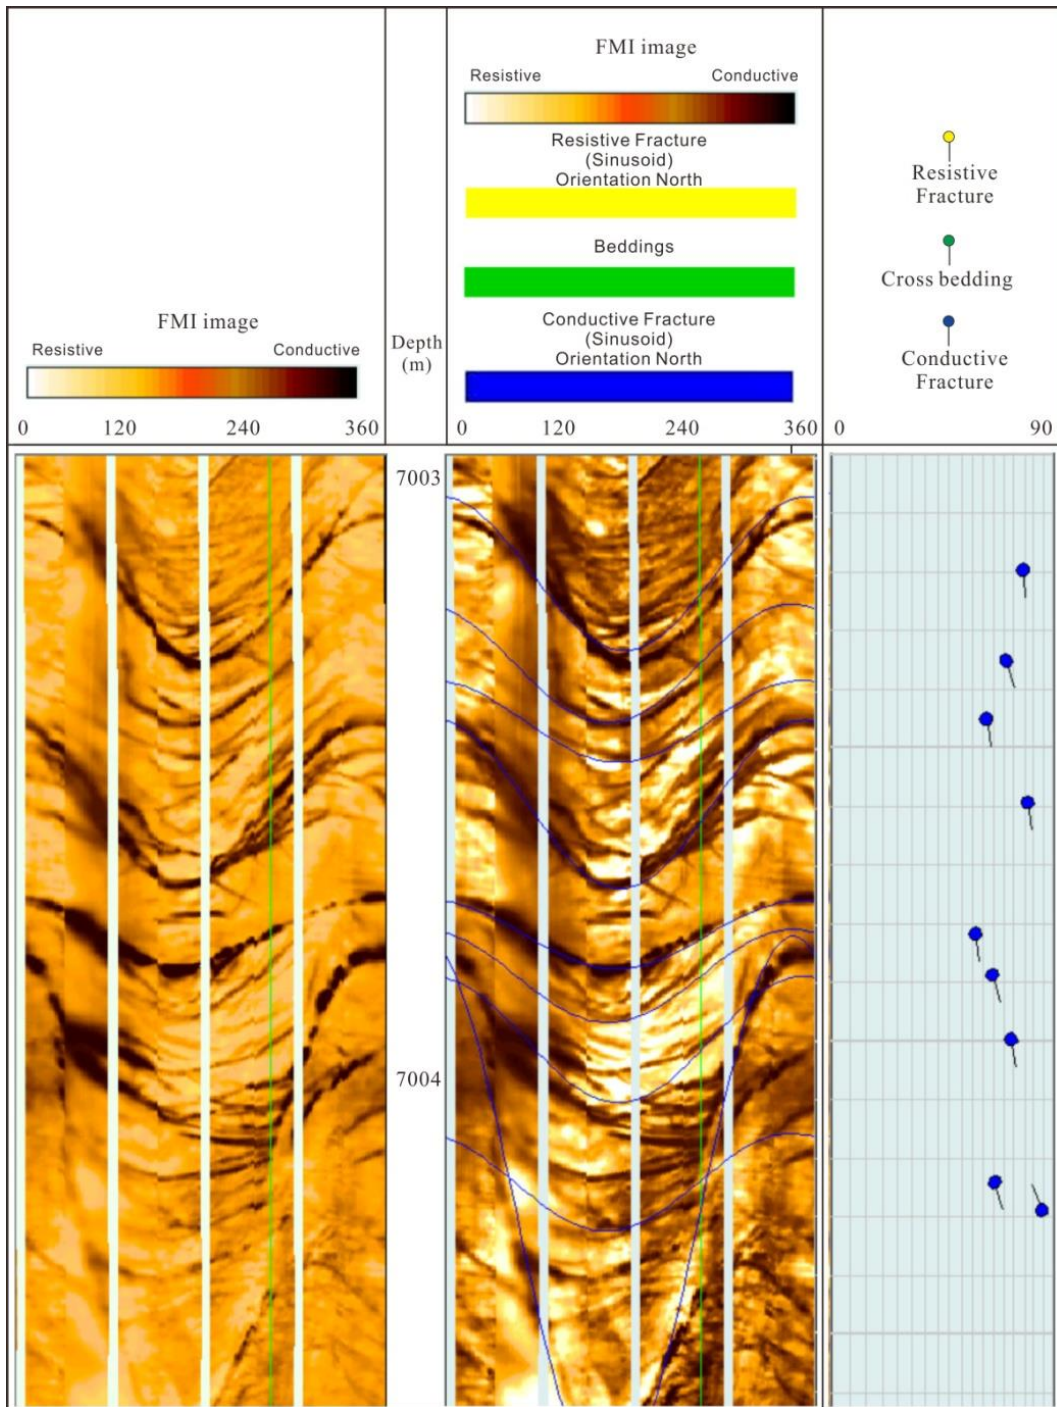 FMI image
Resistive Conductive
0 120 240 360
Depth
(m)
FMI image
Resistive Conductive
Resistive Fracture
(Sinusoid)
Orientation North
Beddings
Conductive Fracture
(Sinusoid)
Orientation North
0 120 240 360
Resistive
Fracture
Cross bedding
Conductive
Fracture
0 90
7003
7004